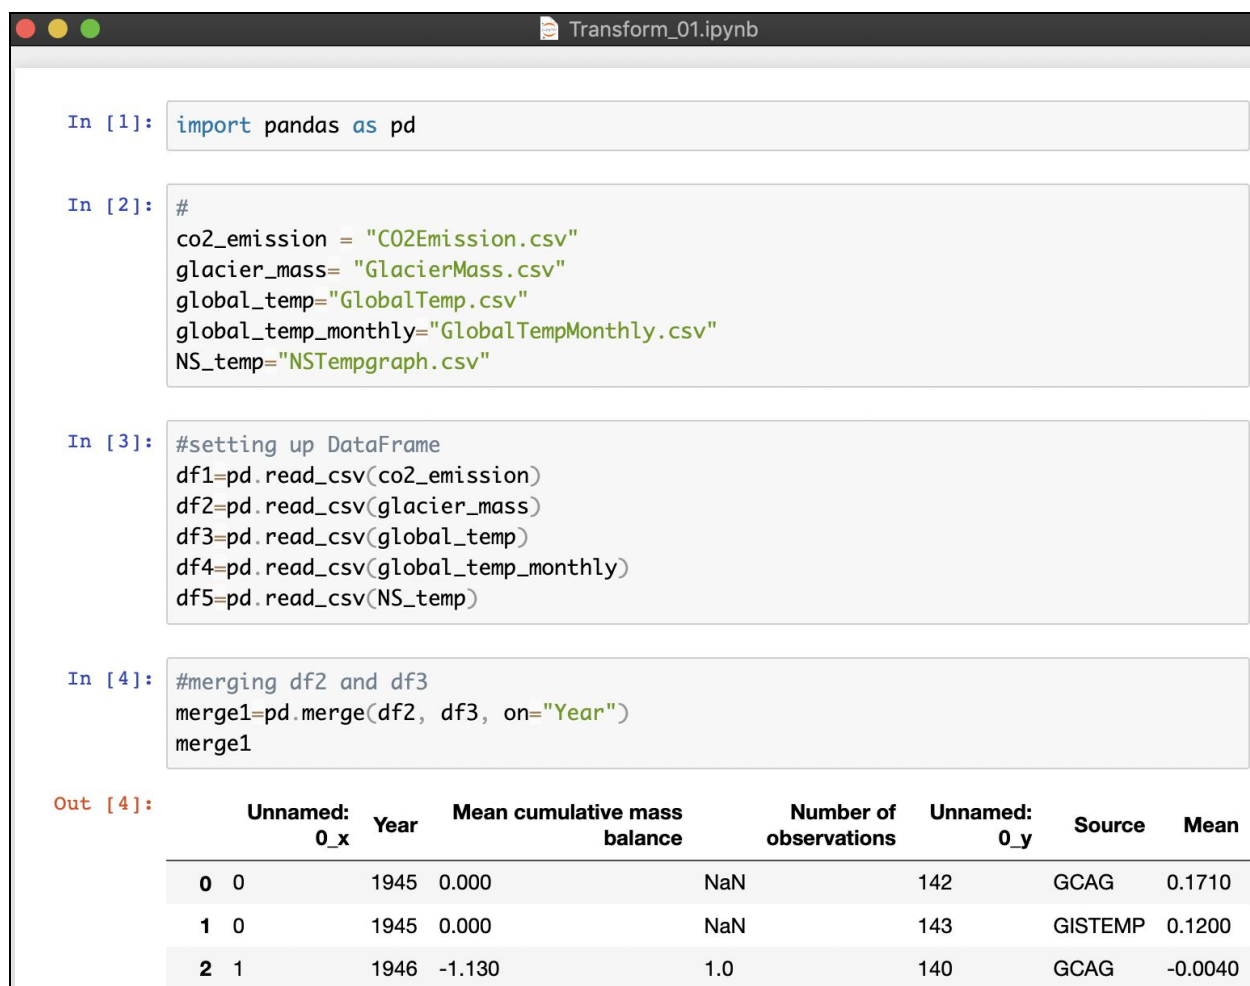 Transform_01.ipynb
In [1]: import pandas as pd
In [2]: #
co2_emission = "CO2Emission.csv"
glacier_mass= "GlacierMass.csv"
global_temp="GlobalTemp.csv"
global_temp_monthly="GlobalTempMonthly.csv"
NS_temp="NSTempgraph.csv"
In [3]: #setting up DataFrame
df1=pd.read_csv(co2_emission)
df2=pd.read_csv(glacier_mass)
df3=pd.read_csv(global_temp)
df4=pd.read_csv(global_temp_monthly)
df5=pd.read_csv(NS_temp)
In [4]: #merging df2 and df3
merge1=pd.merge(df2, df3, on="Year")
merge1
Out [4]:
Unnamed: 0_x Year Mean cumulative mass balance Number of observations Unnamed: 0_y Source Mean
0 0 1945 0.000 NaN 142 GCAG 0.1710
1 0 1945 0.000 NaN 143 GISTEMP 0.1200
2 1 1946 -1.130 1.0 140 GCAG -0.0040